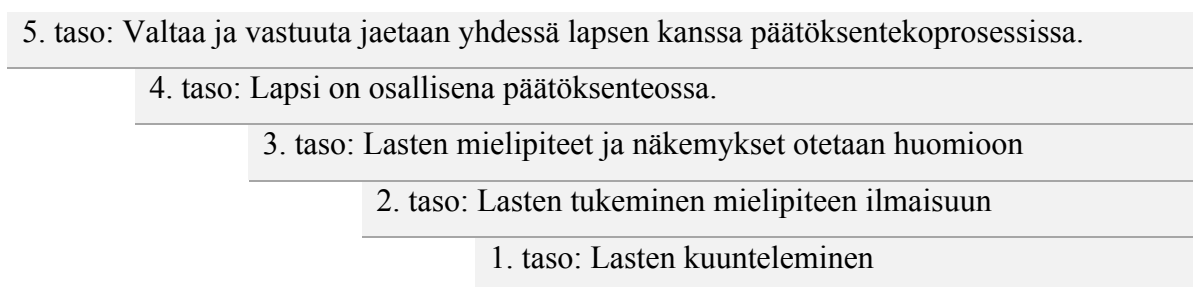 5. taso: Valtaa ja vastuuta jaetaan yhdessä lapsen kanssa päätöksentekoprosessissa.
4. taso: Lapsi on osallisena päätöksenteossa.
3. taso: Lasten mielipiteet ja näkemykset otetaan huomioon
2. taso: Lasten tukeminen mielipiteen ilmaisuun
1. taso: Lasten kuunteleminen